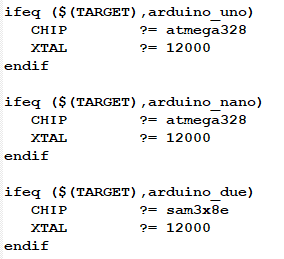 ifeq ($(TARGET),arduino_uno)
   CHIP        ?= atmega328
   XTAL        ?= 12000
endif

ifeq ($(TARGET),arduino_nano)
   CHIP        ?= atmega328
   XTAL        ?= 12000
endif

ifeq ($(TARGET),arduino_due)
   CHIP        ?= sam3x8e
   XTAL        ?= 12000
endif